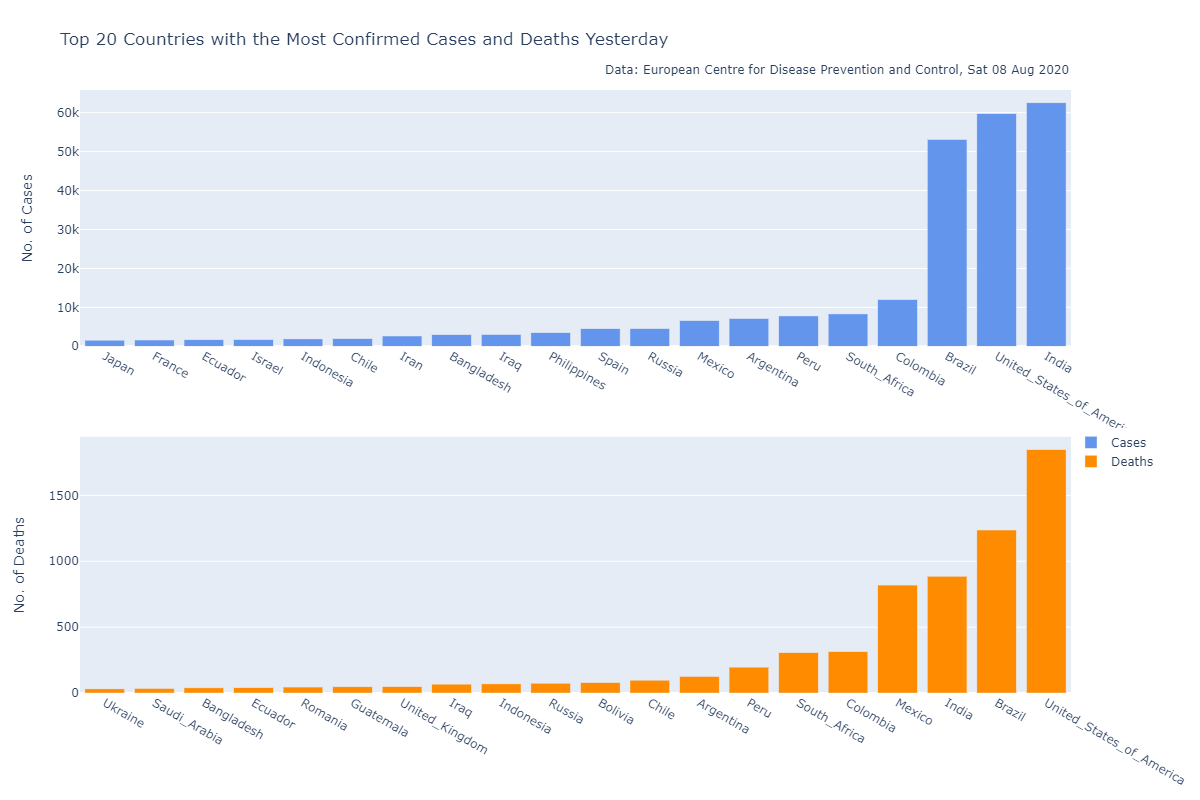 Top 20 Countries with the Most Confirmed Cases and Deaths Yesterday
Data: European Centre for Disease Prevention and Control, Sat 08 Aug 2020
No. of Cases
60k
50k
40k
30k
20k
10k
0
Japan
France
Ecuador
Israel
Indonesia
Chile
Iran
Bangladesh
Iraq
Philippines
Spain
Russia
Mexico
Argentina
Peru
South_Africa
Colombia
Brazil
United_States_of_Ameri
India
Cases
Deaths
No. of Deaths
1500
1000
500
0
Ukraine
Saudi_Arabia
Bangladesh
Ecuador
Romania
Guatemala
United_Kingdom
Iraq
Indonesia
Russia
Bolivia
Chile
Argentina
Peru
South_Africa
Colombia
Mexico
India
Brazil
United_States_of_America